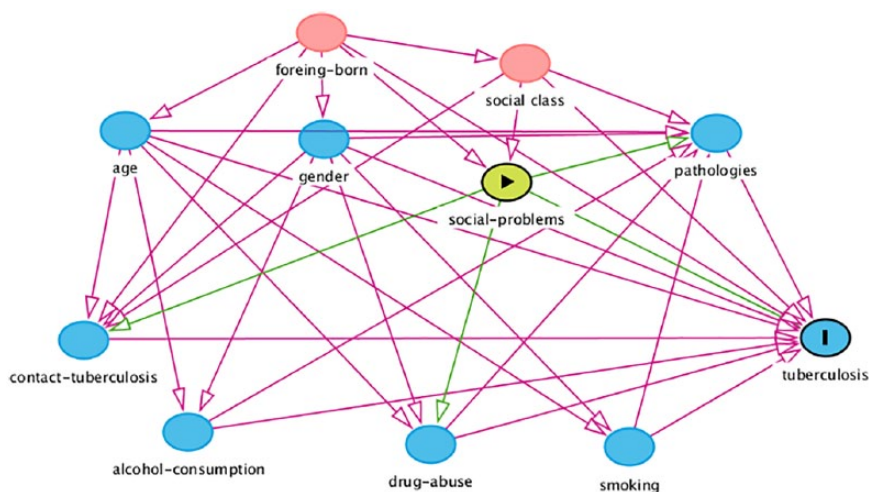 foreing-born
social class
age
gender
pathologies
social-problems
contact-tuberculosis
tuberculosis
alcohol-consumption
drug-abuse
smoking